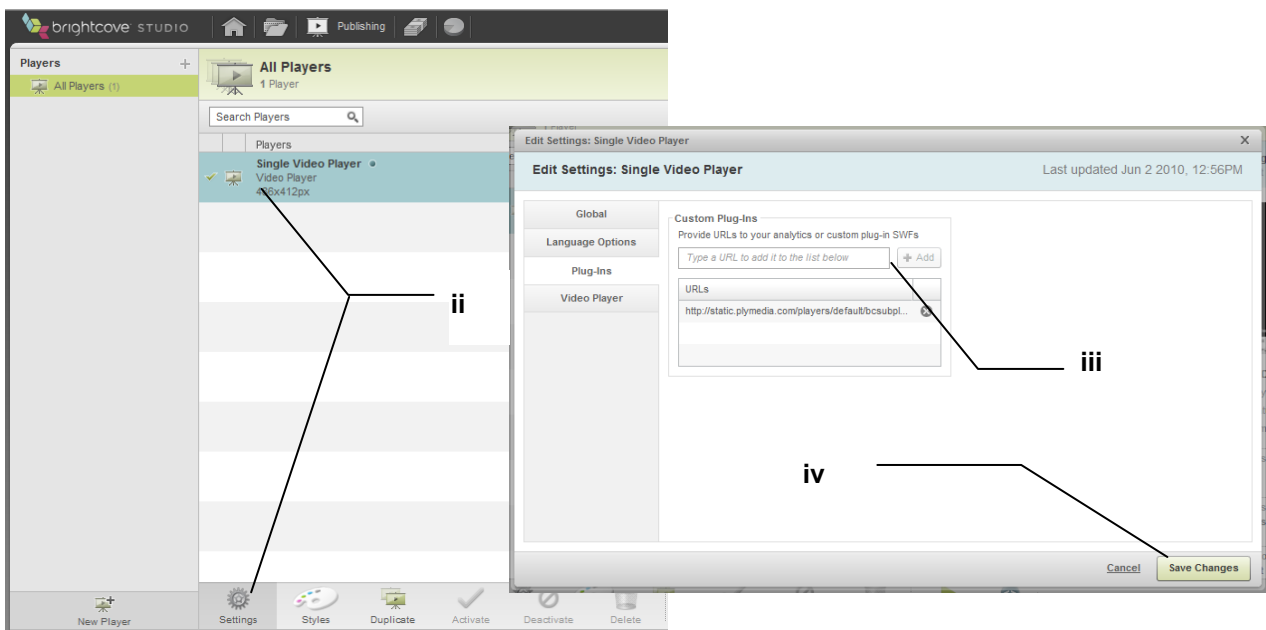 brightcove STUDIO
Publishing
Players
All Players (1)
All Players
1 Player
Search Players
Players
Single Video Player
Video Player
486x412px
ii
New Player
Settings
Styles
Duplicate
Activate
Deactivate
Delete
Edit Settings: Single Video Player
X
Edit Settings: Single Video Player
Last updated Jun 2 2010, 12:56PM
Global
Language Options
Plug-Ins
Video Player
Custom Plug-Ins
Provide URLs to your analytics or custom plug-in SWFs
Type a URL to add it to the list below
+ Add
URLs
http://static.plymedia.com/players/default/bcsubpl...
iii
iv
Cancel
Save Changes